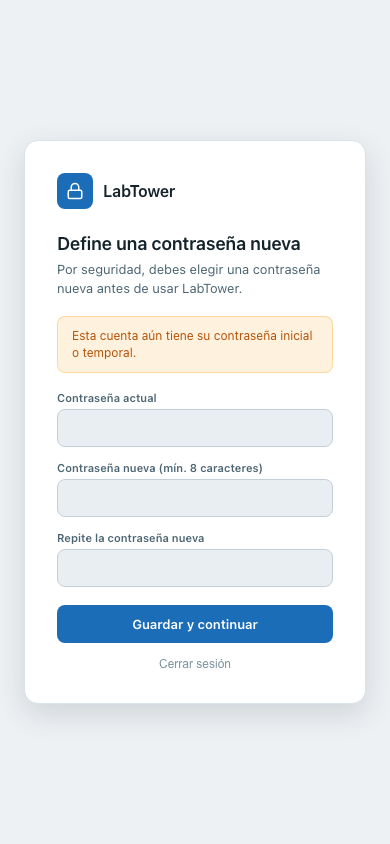 LabTower
Define una contraseña nueva
Por seguridad, debes elegir una contraseña
nueva antes de usar LabTower.
Esta cuenta aún tiene su contraseña inicial
o temporal.
Contraseña actual
Contraseña nueva (mín. 8 caracteres)
Repite la contraseña nueva
Guardar y continuar
Cerrar sesión